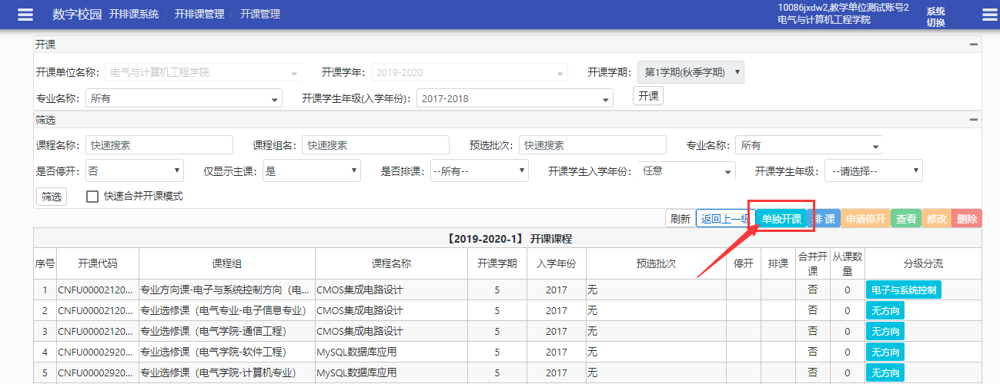 数字校园 开排课系统 / 开排课管理 / 开课管理
10086jxdw2,教学单位测试账号2
电气与计算机工程学院
系统
切换
开课
开课单位名称: 电气与计算机工程学院 开课学年: 2019-2020 开课学期: 第1学期(秋季学期)
专业名称: 所有 开课学生年级(入学年份): 2017-2018 开课
筛选
课程名称: 快速搜索 课程组名: 快速搜索 预选批次: 快速搜索 专业名称: 所有
是否停开: 否 仅显示主课: 是 是否排课: --所有-- 开课学生入学年份: 任意 开课学生年级: --请选择--
筛选 快速合并开课模式
刷新 返回上一级 单独开课 排 课 申请停开 查看 修改 删除
【2019-2020-1】 开课课程
序号 开课代码 课程组 课程名称 开课学期 入学年份 预选批次 停开 排课 合并开课 从课数量 分级分流
1 CNFU00002120... 专业方向课-电子与系统控制方向（电... CMOS集成电路设计 5 2017 无 否 0 电子与系统控制
2 CNFU00002120... 专业选修课（电气专业-电子信息专业） CMOS集成电路设计 5 2017 无 否 0 无方向
3 CNFU00002120... 专业选修课（电气学院-通信工程） CMOS集成电路设计 5 2017 无 否 0 无方向
4 CNFU00002920... 专业选修课（电气学院-软件工程） MySQL数据库应用 5 2017 无 否 0 无方向
5 CNFU00002920... 专业选修课（电气学院-计算机专业） MySQL数据库应用 5 2017 无 否 0 无方向